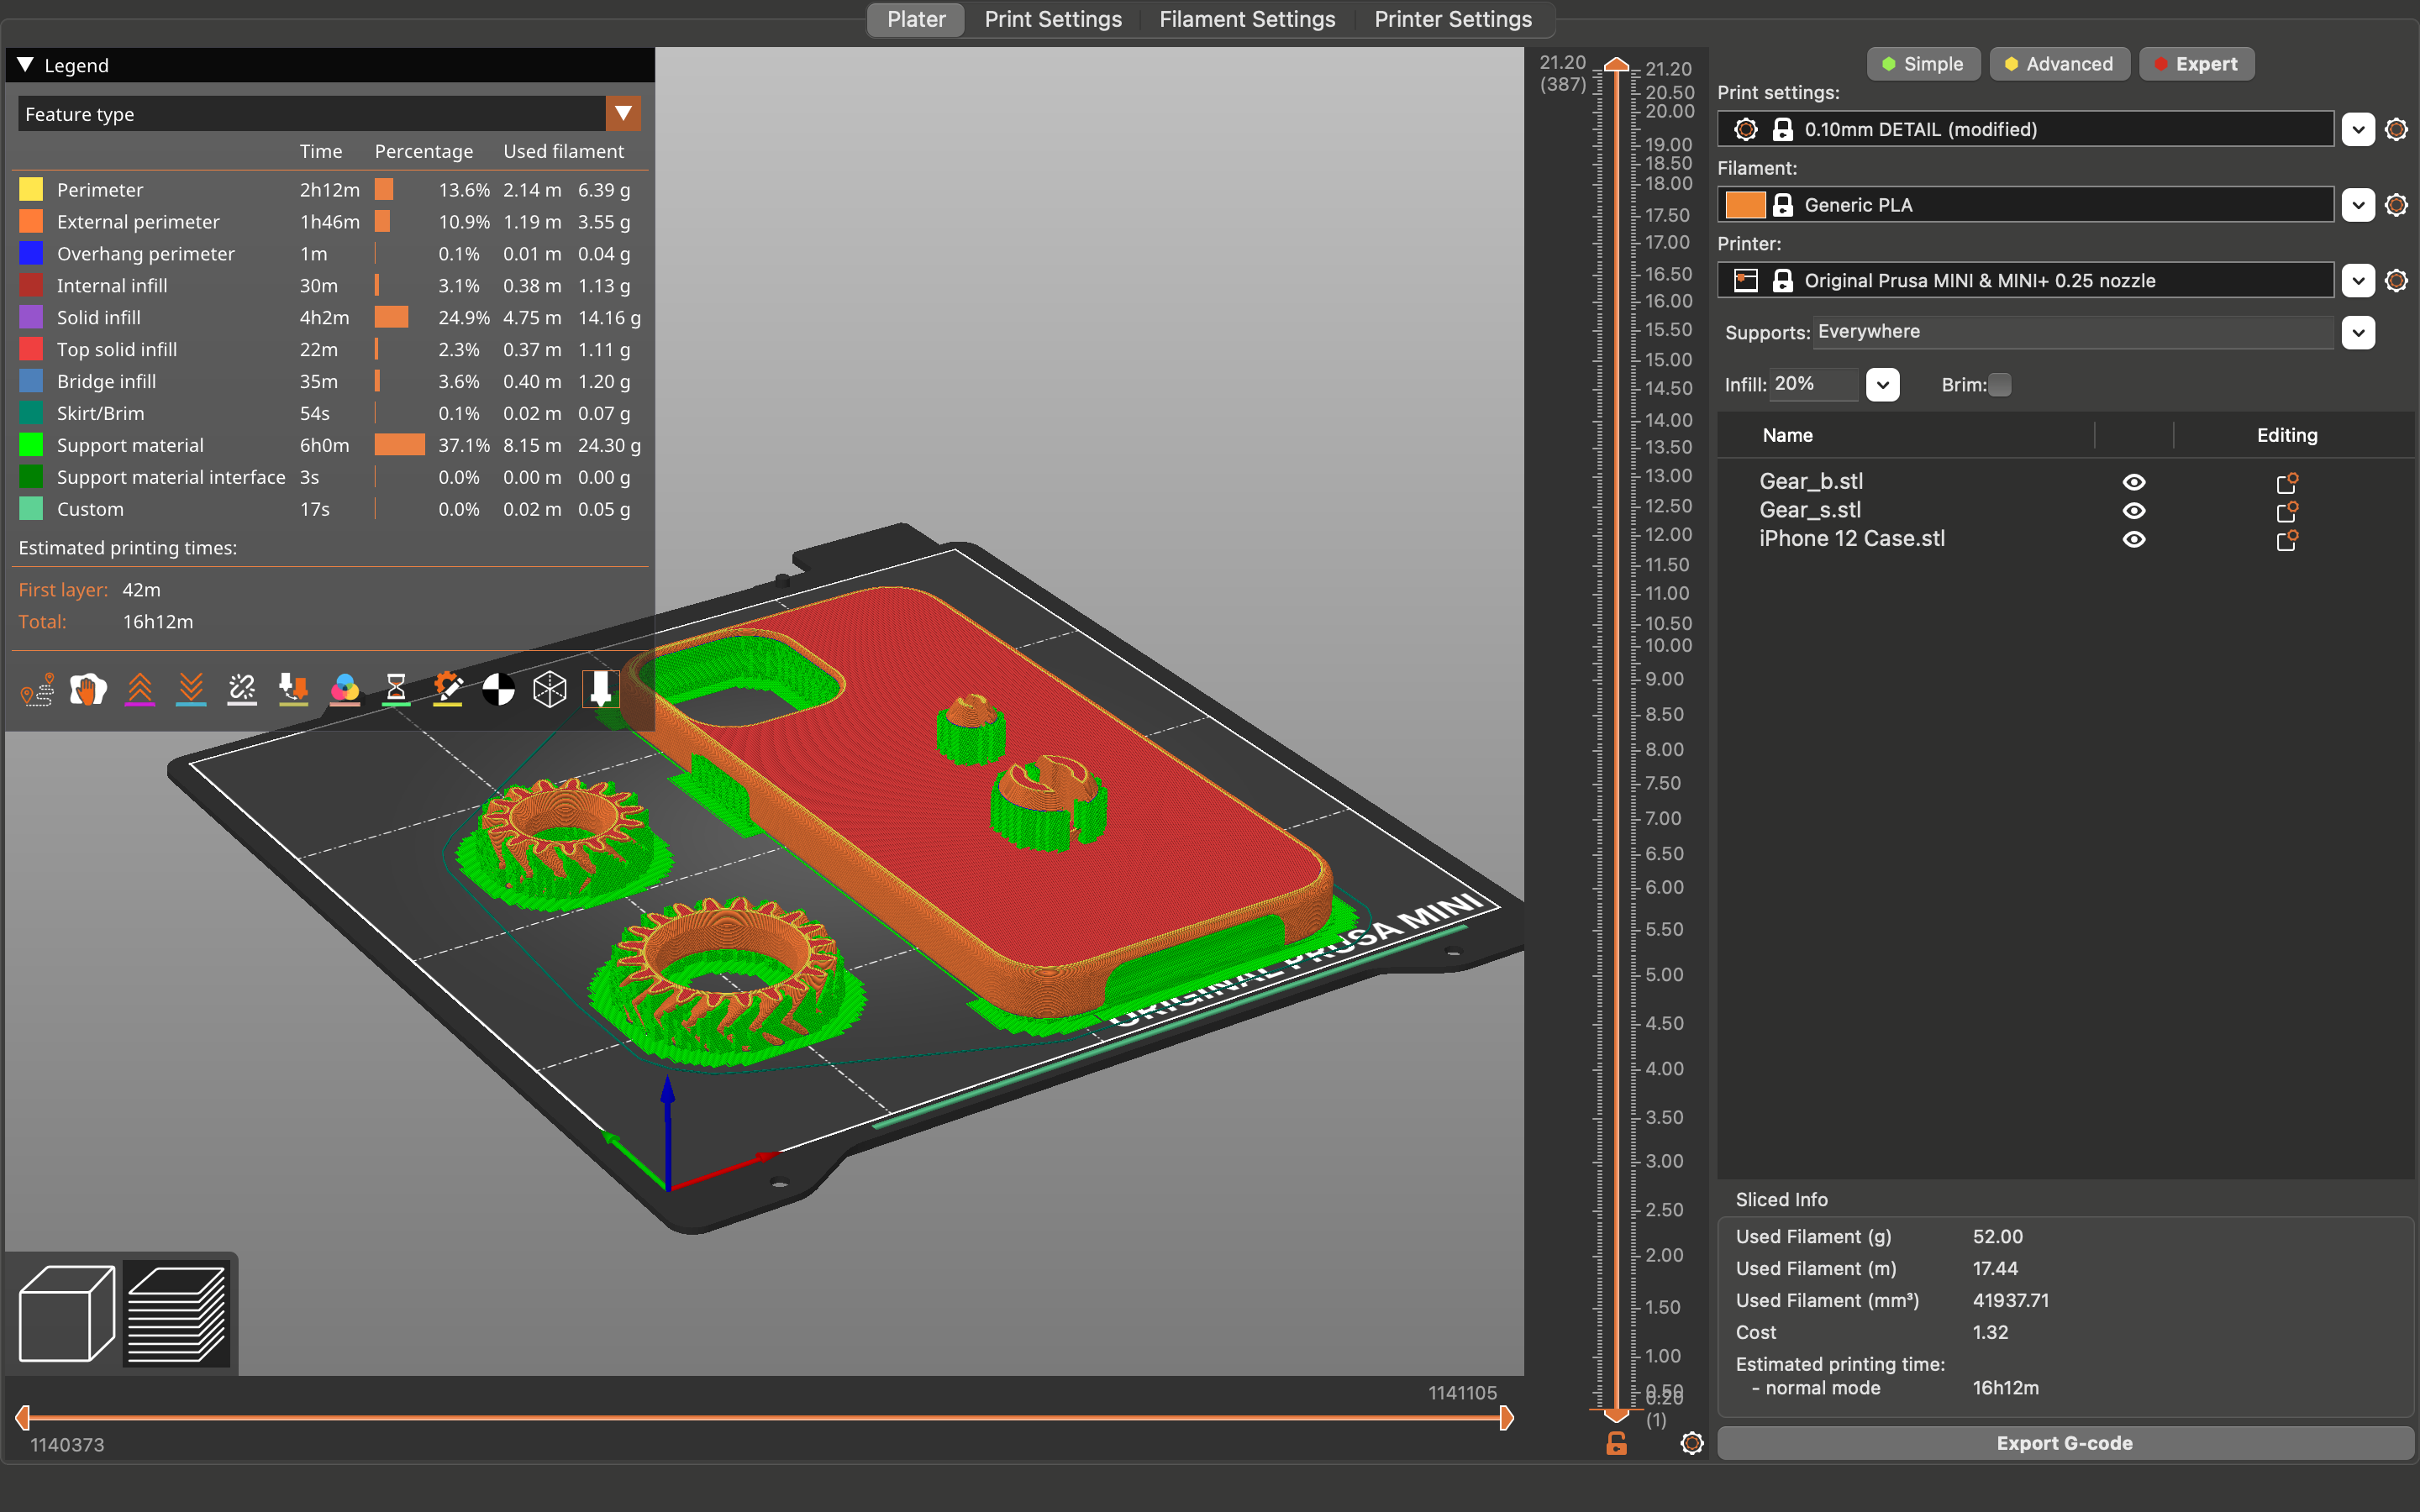 Plater Print Settings Filament Settings Printer Settings
Legend
Feature type
Time Percentage Used filament
Perimeter 2h12m 13.6% 2.14 m 6.39 g
External perimeter 1h46m 10.9% 1.19 m 3.55 g
Overhang perimeter 1m 0.1% 0.01 m 0.04 g
Internal infill 30m 3.1% 0.38 m 1.13 g
Solid infill 4h2m 24.9% 4.75 m 14.16 g
Top solid infill 22m 2.3% 0.37 m 1.11 g
Bridge infill 35m 3.6% 0.40 m 1.20 g
Skirt/Brim 54s 0.1% 0.02 m 0.07 g
Support material 6h0m 37.1% 8.15 m 24.30 g
Support material interface 3s 0.0% 0.00 m 0.00 g
Custom 17s 0.0% 0.02 m 0.05 g
Estimated printing times:
First layer: 42m
Total: 16h12m
ORIGINAL PRUSA MINI
1141105
1140373
21.20
(387)
21.20
20.50
20.00
19.00
18.50
18.00
17.50
17.00
16.50
16.00
15.50
15.00
14.50
14.00
13.50
13.00
12.50
12.00
11.50
11.00
10.50
10.00
9.00
8.50
8.00
7.50
7.00
6.50
6.00
5.50
5.00
4.50
4.00
3.50
3.00
2.50
2.00
1.50
1.00
0.50
0.20
(1)
Simple Advanced Expert
Print settings:
0.10mm DETAIL (modified)
Filament:
Generic PLA
Printer:
Original Prusa MINI & MINI+ 0.25 nozzle
Supports: Everywhere
Infill: 20% Brim:
Name Editing
Gear_b.stl
Gear_s.stl
iPhone 12 Case.stl
Sliced Info
Used Filament (g) 52.00
Used Filament (m) 17.44
Used Filament (mm³) 41937.71
Cost 1.32
Estimated printing time:
- normal mode 16h12m
Export G-code